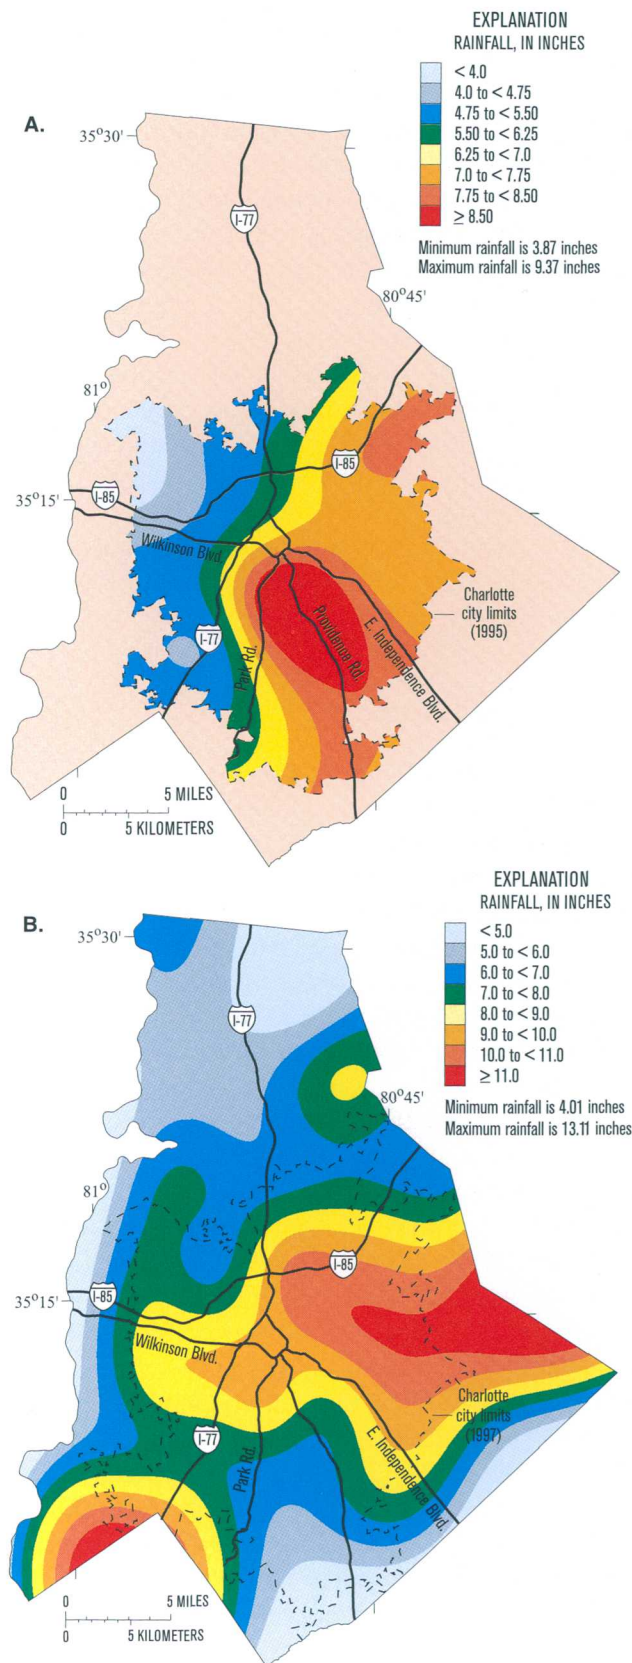 EXPLANATION
RAINFALL, IN INCHES
< 4.0
4.0 to < 4.75
4.75 to < 5.50
5.50 to < 6.25
6.25 to < 7.0
7.0 to < 7.75
7.75 to < 8.50
≥ 8.50
Minimum rainfall is 3.87 inches
Maximum rainfall is 9.37 inches
A.
35°30'
I-77
80°45'
81°
I-85
I-85
35°15'
Wilkinson Blvd.
Charlotte
city limits
(1995)
Providence Rd.
E. Independence Blvd.
I-77
Park Rd.
0 5 MILES
0 5 KILOMETERS
EXPLANATION
RAINFALL, IN INCHES
< 5.0
5.0 to < 6.0
6.0 to < 7.0
7.0 to < 8.0
8.0 to < 9.0
9.0 to < 10.0
10.0 to < 11.0
≥ 11.0
Minimum rainfall is 4.01 inches
Maximum rainfall is 13.11 inches
B.
35°30'
I-77
80°45'
81°
I-85
I-85
35°15'
Wilkinson Blvd.
Charlotte
city limits
(1997)
I-77
Park Rd.
E. Independence Blvd.
0 5 MILES
0 5 KILOMETERS